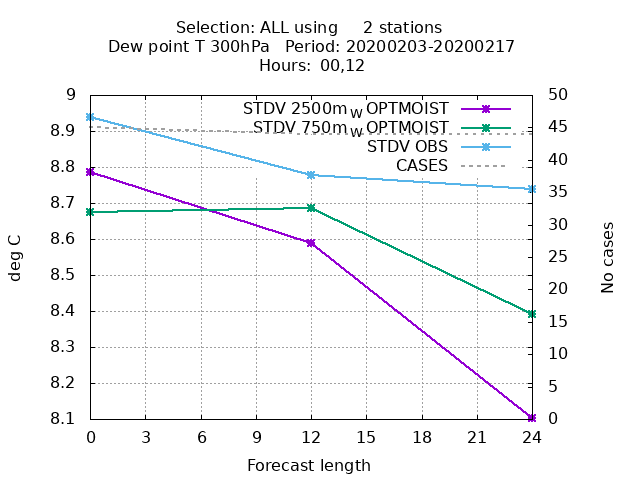 Selection: ALL using     2 stations
Dew point T 300hPa   Period: 20200203-20200217
Hours: 00,12
STDV 2500m_W OPTMOIST
STDV 750m_W OPTMOIST
STDV OBS
CASES
9
8.9
8.8
8.7
8.6
8.5
8.4
8.3
8.2
8.1
deg C
50
45
40
35
30
25
20
15
10
5
0
No cases
0 3 6 9 12 15 18 21 24
Forecast length